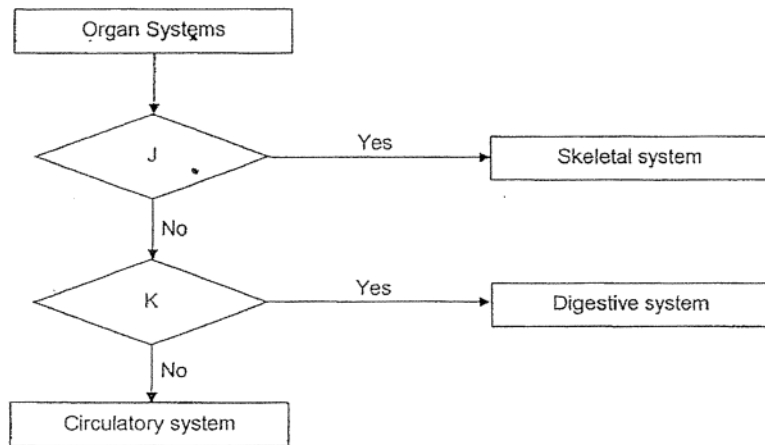 Organ Systems
J
Yes
Skeletal system
No
K
Yes
Digestive system
No
Circulatory system